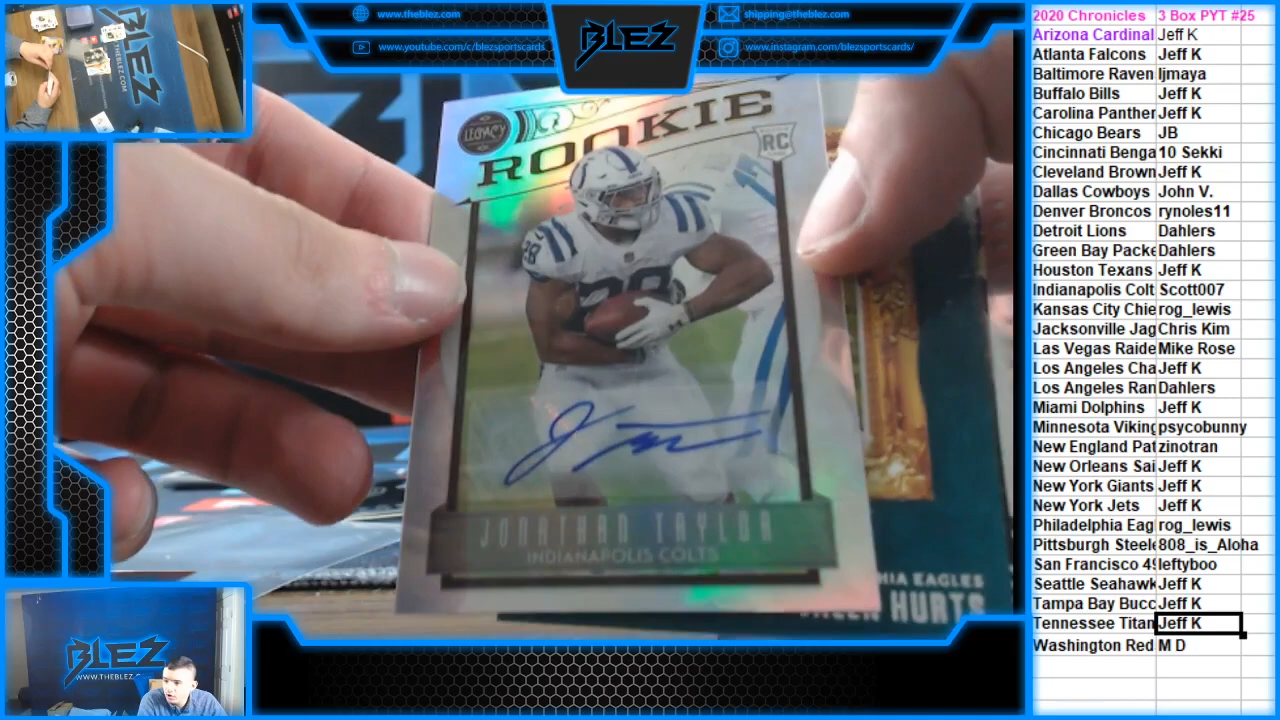 www.theblez.com
www.youtube.com/c/blezsportscards
BLEZ
shipping@theblez.com
www.instagram.com/blezsportscards/
BLEZ
THEBLEZ.COM
LEGACY
ROOKIE
RC
28
JONATHAN TAYLOR
INDIANAPOLIS COLTS
HIA EAGLES
HURTS
BLEZ
2020 Chronicles 3 Box PYT #25
Arizona Cardinal Jeff K
Atlanta Falcons Jeff K
Baltimore Raven ljmaya
Buffalo Bills Jeff K
Carolina Panther Jeff K
Chicago Bears JB
Cincinnati Benga 10 Sekki
Cleveland Brown Jeff K
Dallas Cowboys John V.
Denver Broncos rynoles11
Detroit Lions Dahlers
Green Bay Packe Dahlers
Houston Texans Jeff K
Indianapolis Colt Scott007
Kansas City Chie rog_lewis
Jacksonville Jag Chris Kim
Las Vegas Raide Mike Rose
Los Angeles Cha Jeff K
Los Angeles Ran Dahlers
Miami Dolphins Jeff K
Minnesota Viking psycobunny
New England Pat zinotran
New Orleans Sai Jeff K
New York Giants Jeff K
New York Jets Jeff K
Philadelphia Eag rog_lewis
Pittsburgh Steele 808_is_Aloha
San Francisco 49 leftyboo
Seattle Seahawk Jeff K
Tampa Bay Bucc Jeff K
Tennessee Titan Jeff K
Washington Red M D